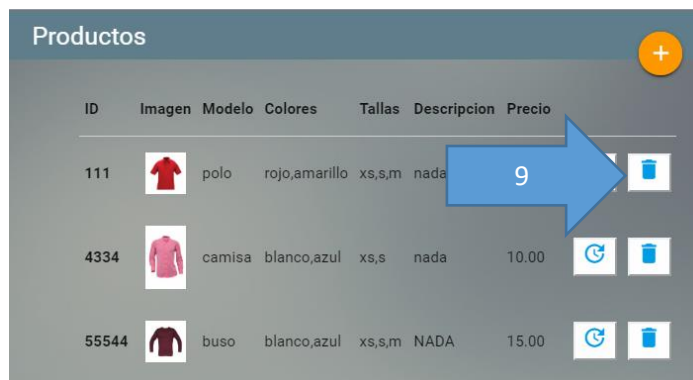 Productos
+
ID Imagen Modelo Colores Tallas Descripcion Precio
111 polo rojo,amarillo xs,s,m nada 9
4334 camisa blanco,azul xs,s nada 10.00
55544 buso blanco,azul xs,s,m NADA 15.00